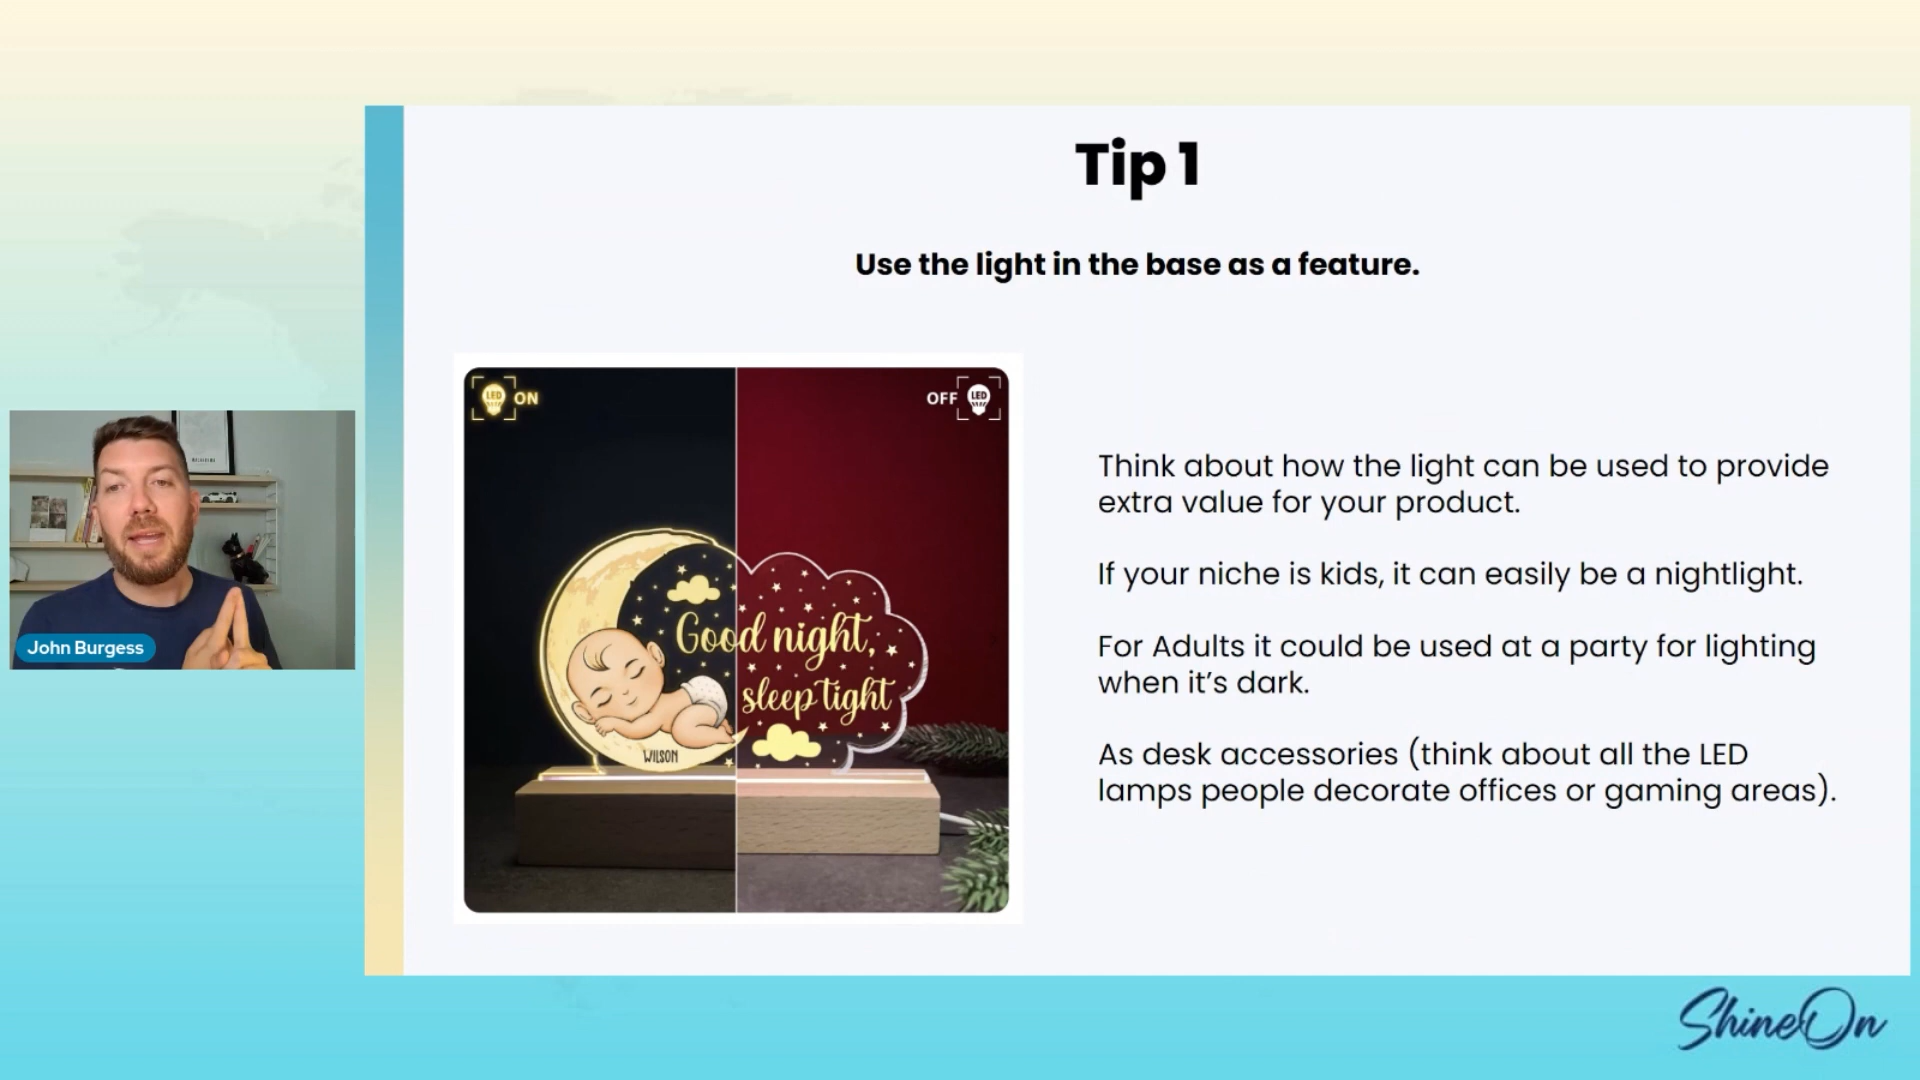 Tip 1
Use the light in the base as a feature.
LED ON
OFF LED
Good night,
sleep tight
WILSON
Think about how the light can be used to provide
extra value for your product.
If your niche is kids, it can easily be a nightlight.
For Adults it could be used at a party for lighting
when it’s dark.
As desk accessories (think about all the LED
lamps people decorate offices or gaming areas).
John Burgess
ShineOn